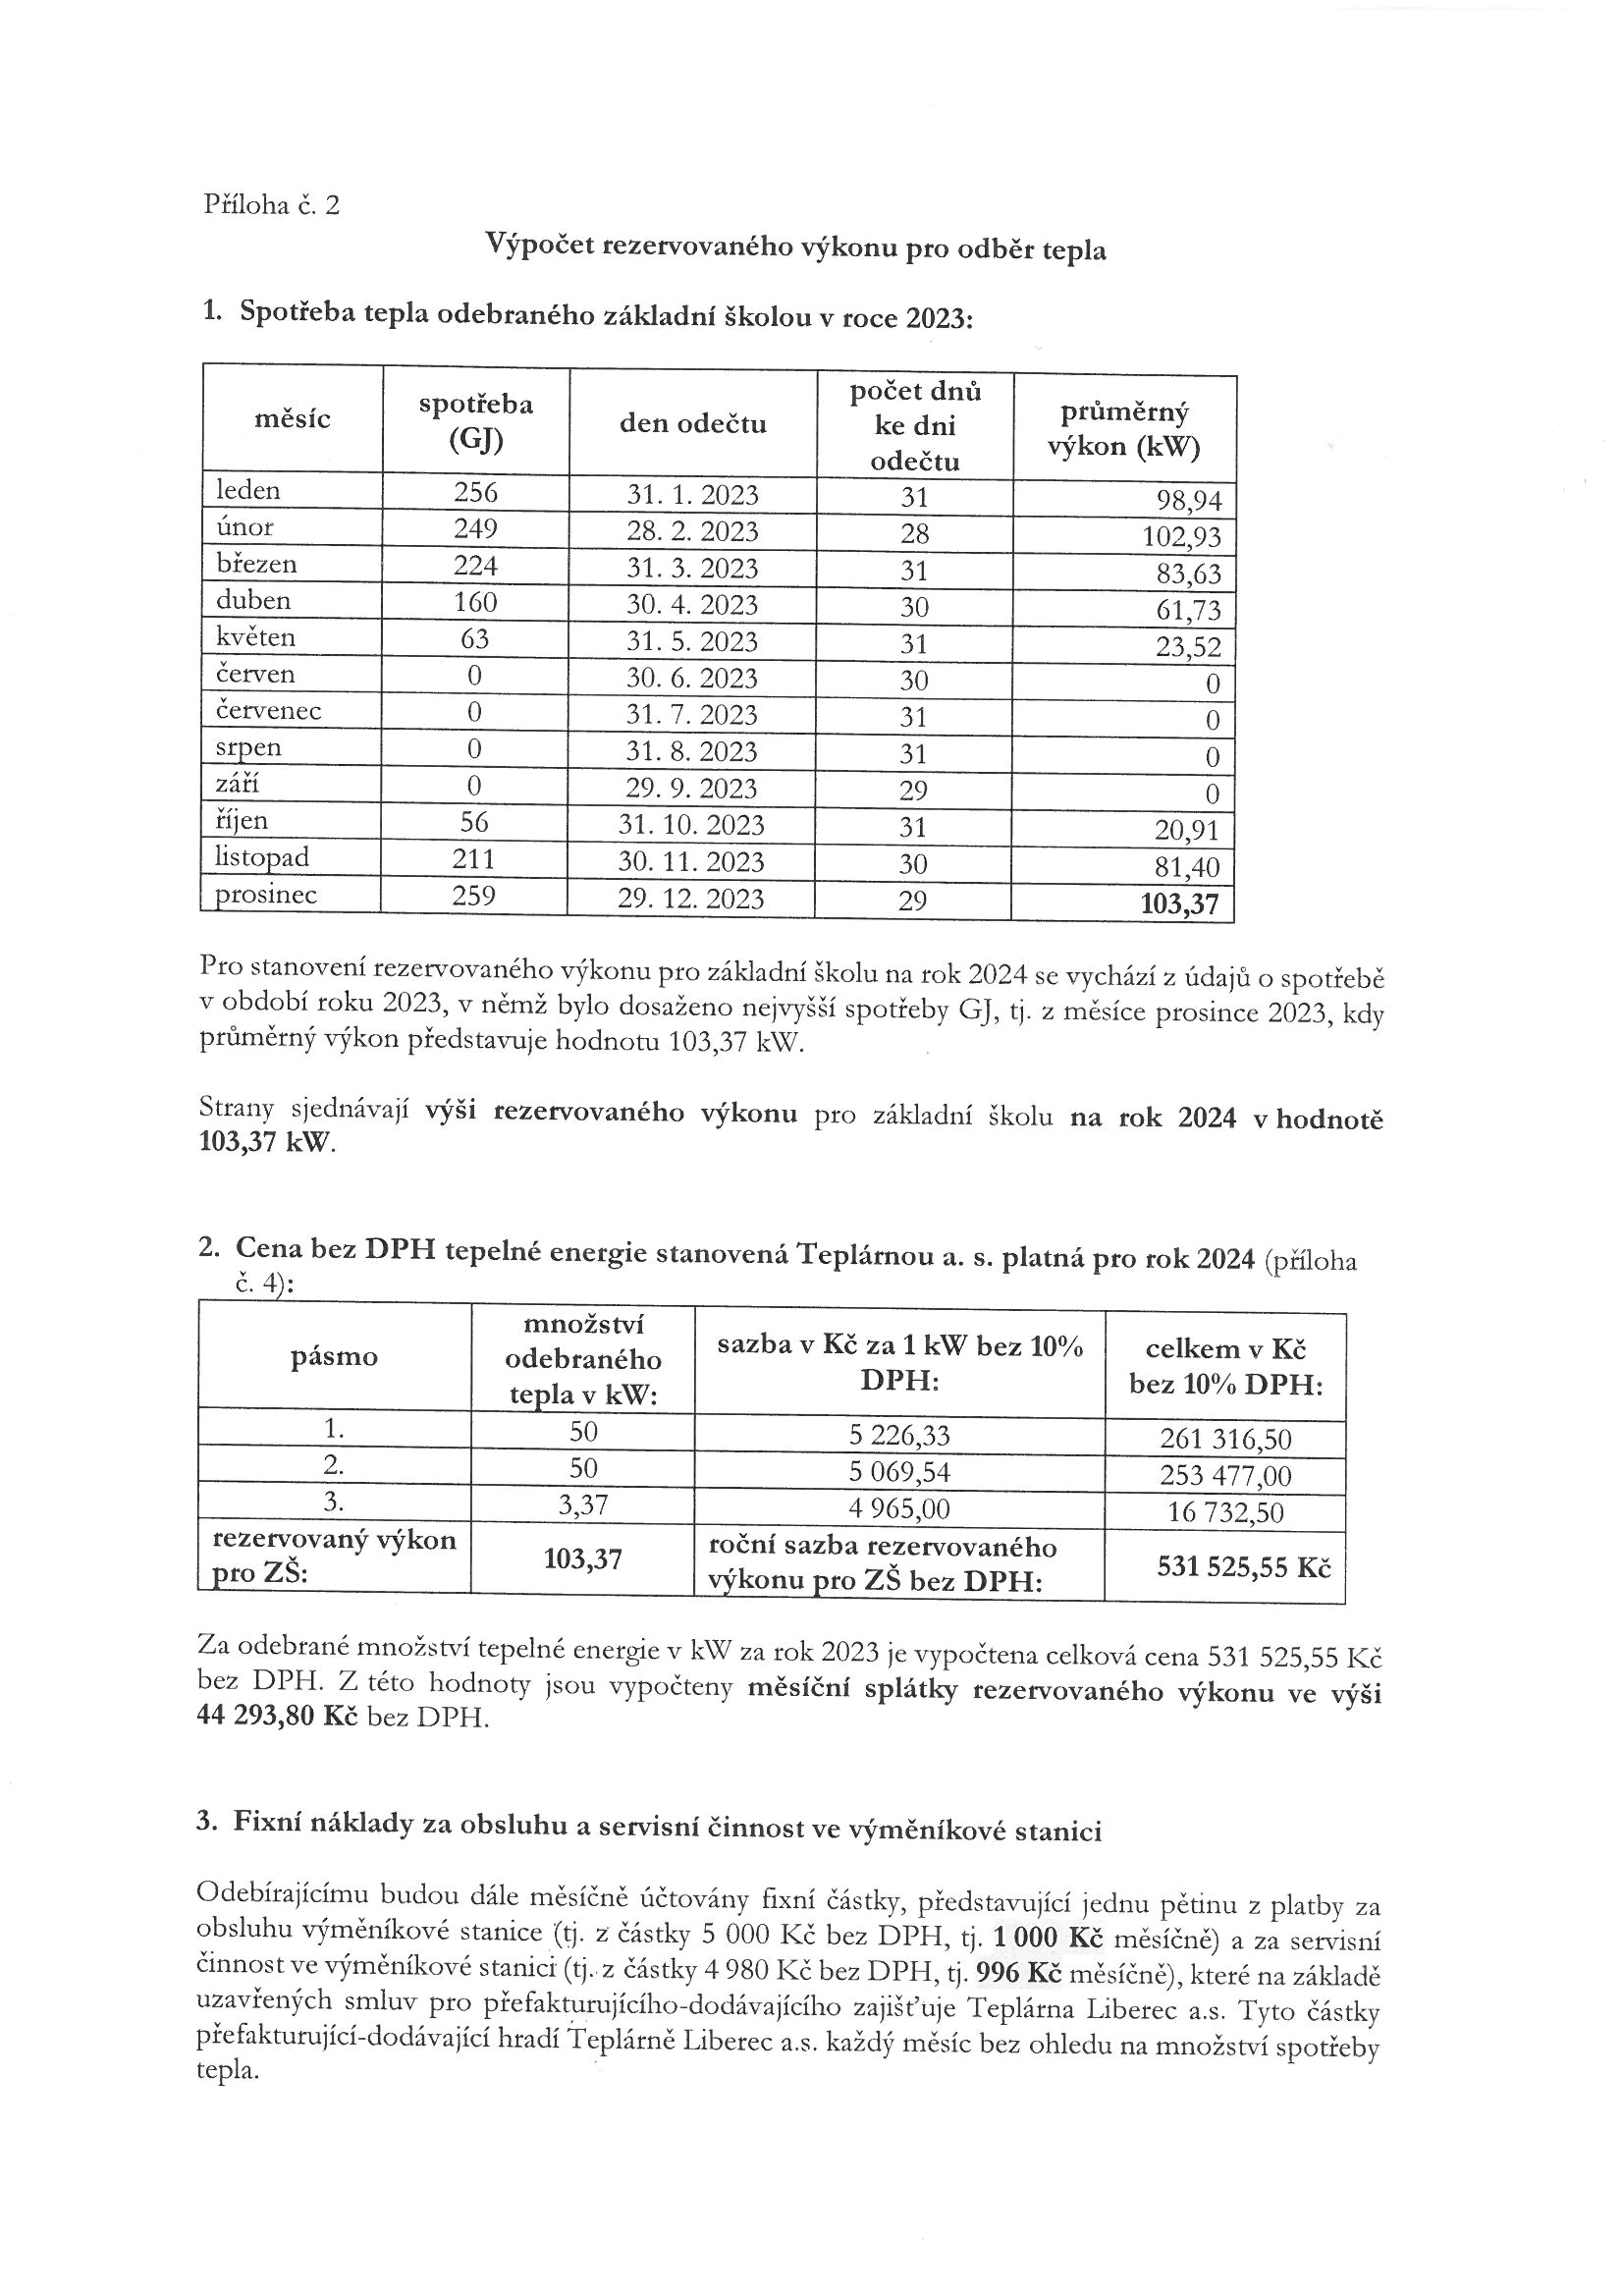 Příloha č. 2
Výpočet rezervovaného výkonu pro odběr tepla
1. Spotřeba tepla odebraného základní školou v roce 2023:
měsíc | spotřeba (GJ) | den odečtu | počet dnů ke dni odečtu | průměrný výkon (kW)
leden 256 31. 1. 2023 31 98,94
únor 249 28. 2. 2023 28 102,93
březen 224 31. 3. 2023 31 83,63
duben 160 30. 4. 2023 30 61,73
květen 63 31. 5. 2023 31 23,52
červen 0 30. 6. 2023 30 0
červenec 0 31. 7. 2023 31 0
srpen 0 31. 8. 2023 31 0
září 0 29. 9. 2023 29 0
říjen 56 31. 10. 2023 31 20,91
listopad 211 30. 11. 2023 30 81,40
prosinec 259 29. 12. 2023 29 103,37
Pro stanovení rezervovaného výkonu pro základní školu na rok 2024 se vychází z údajů o spotřebě
v období roku 2023, v němž bylo dosaženo nejvyšší spotřeby GJ, tj. z měsíce prosince 2023, kdy
průměrný výkon představuje hodnotu 103,37 kW.
Strany sjednávají výši rezervovaného výkonu pro základní školu na rok 2024 v hodnotě
103,37 kW.
2. Cena bez DPH tepelné energie stanovená Teplárnou a. s. platná pro rok 2024 (příloha
č. 4):
pásmo | množství odebraného tepla v kW: | sazba v Kč za 1 kW bez 10% DPH: | celkem v Kč bez 10% DPH:
1. 50 5 226,33 261 316,50
2. 50 5 069,54 253 477,00
3. 3,37 4 965,00 16 732,50
rezervovaný výkon pro ZŠ: 103,37 roční sazba rezervovaného výkonu pro ZŠ bez DPH: 531 525,55 Kč
Za odebrané množství tepelné energie v kW za rok 2023 je vypočtena celková cena 531 525,55 Kč
bez DPH. Z této hodnoty jsou vypočteny měsíční splátky rezervovaného výkonu ve výši
44 293,80 Kč bez DPH.
3. Fixní náklady za obsluhu a servisní činnost ve výměníkové stanici
Odebírajícímu budou dále měsíčně účtovány fixní částky, představující jednu pětinu z platby za
obsluhu výměníkové stanice (tj. z částky 5 000 Kč bez DPH, tj. 1 000 Kč měsíčně) a za servisní
činnost ve výměníkové stanici (tj. z částky 4 980 Kč bez DPH, tj. 996 Kč měsíčně), které na základě
uzavřených smluv pro přefakturujícího-dodávajícího zajišťuje Teplárna Liberec a.s. Tyto částky
přefakturující-dodávající hradí Teplárně Liberec a.s. každý měsíc bez ohledu na množství spotřeby
tepla.